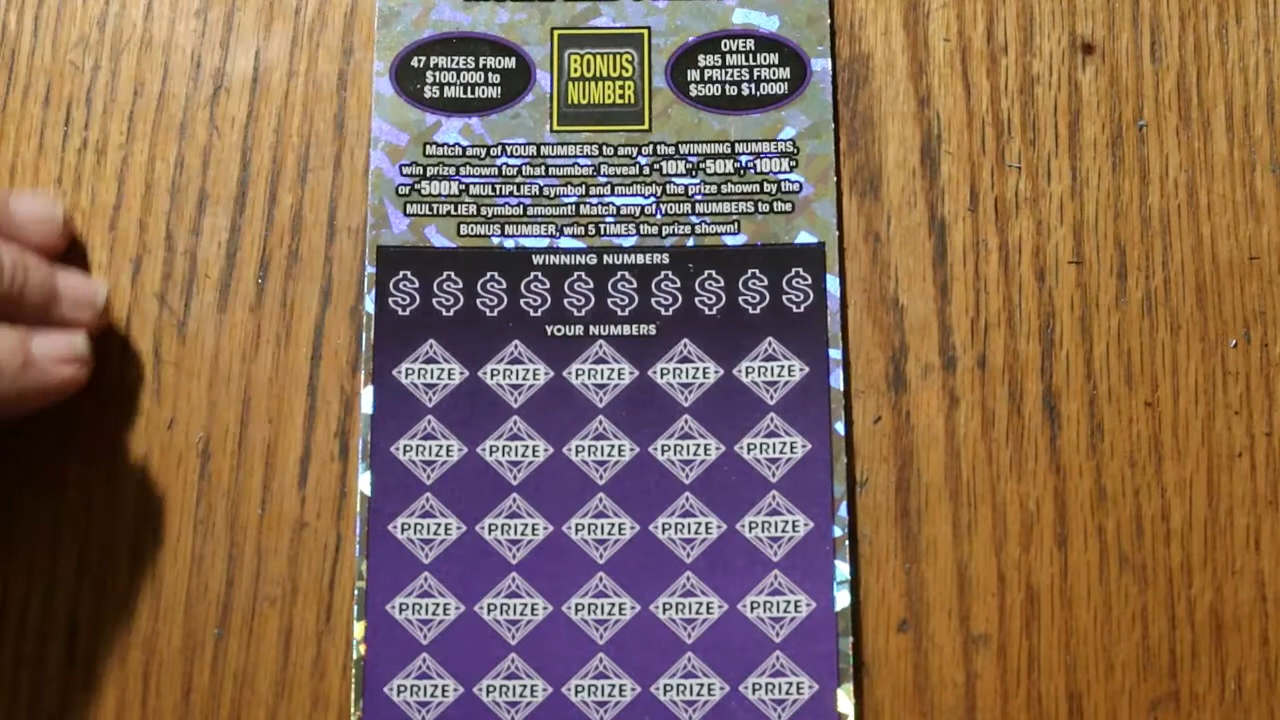 47 PRIZES FROM
$100,000 to
$5 MILLION!
BONUS
NUMBER
OVER
$85 MILLION
IN PRIZES FROM
$500 to $1,000!
Match any of YOUR NUMBERS to any of the WINNING NUMBERS,
win prize shown for that number. Reveal a "10X", "50X", "100X"
or "500X" MULTIPLIER symbol and multiply the prize shown by the
MULTIPLIER symbol amount! Match any of YOUR NUMBERS to the
BONUS NUMBER, win 5 TIMES the prize shown!
WINNING NUMBERS
$ $ $ $ $ $ $ $ $ $
YOUR NUMBERS
PRIZE PRIZE PRIZE PRIZE PRIZE
PRIZE PRIZE PRIZE PRIZE PRIZE
PRIZE PRIZE PRIZE PRIZE PRIZE
PRIZE PRIZE PRIZE PRIZE PRIZE
PRIZE PRIZE PRIZE PRIZE PRIZE